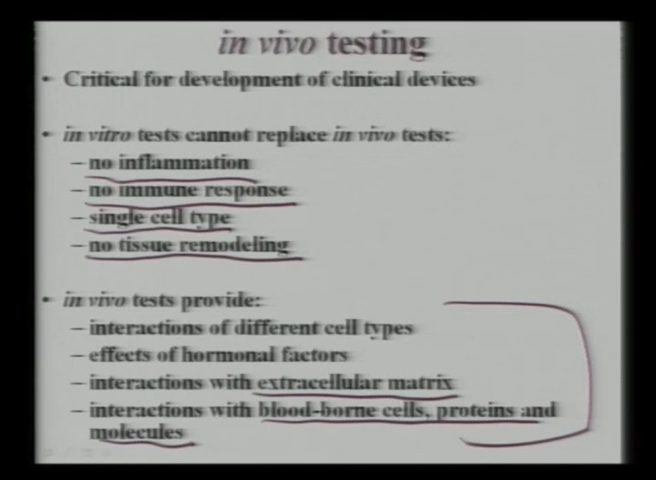 in vivo testing
• Critical for development of clinical devices
• in vitro tests cannot replace in vivo tests:
– no inflammation
– no immune response
– single cell type
– no tissue remodeling
• in vivo tests provide:
– interactions of different cell types
– effects of hormonal factors
– interactions with extracellular matrix
– interactions with blood-borne cells, proteins and
molecules